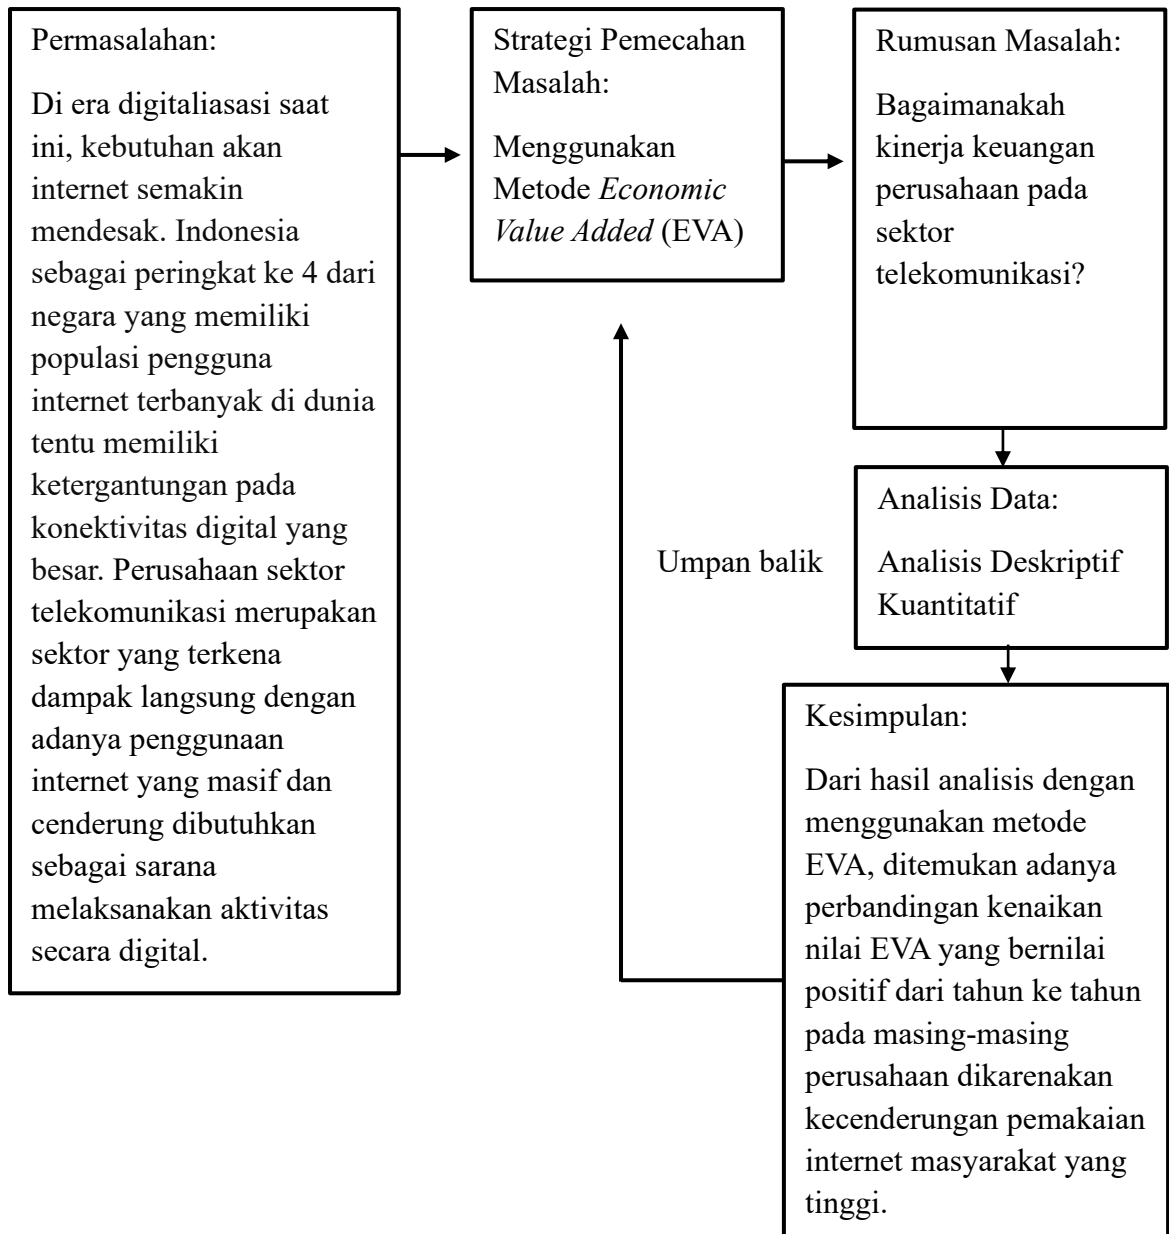 Permasalahan:
Di era digitaliasasi saat
ini, kebutuhan akan
internet semakin
mendesak. Indonesia
sebagai peringkat ke 4 dari
negara yang memiliki
populasi pengguna
internet terbanyak di dunia
tentu memiliki
ketergantungan pada
konektivitas digital yang
besar. Perusahaan sektor
telekomunikasi merupakan
sektor yang terkena
dampak langsung dengan
adanya penggunaan
internet yang masif dan
cenderung dibutuhkan
sebagai sarana
melaksanakan aktivitas
secara digital.
Strategi Pemecahan
Masalah:
Menggunakan
Metode Economic
Value Added (EVA)
Rumusan Masalah:
Bagaimanakah
kinerja keuangan
perusahaan pada
sektor
telekomunikasi?
Analisis Data:
Analisis Deskriptif
Kuantitatif
Umpan balik
Kesimpulan:
Dari hasil analisis dengan
menggunakan metode
EVA, ditemukan adanya
perbandingan kenaikan
nilai EVA yang bernilai
positif dari tahun ke tahun
pada masing-masing
perusahaan dikarenakan
kecenderungan pemakaian
internet masyarakat yang
tinggi.